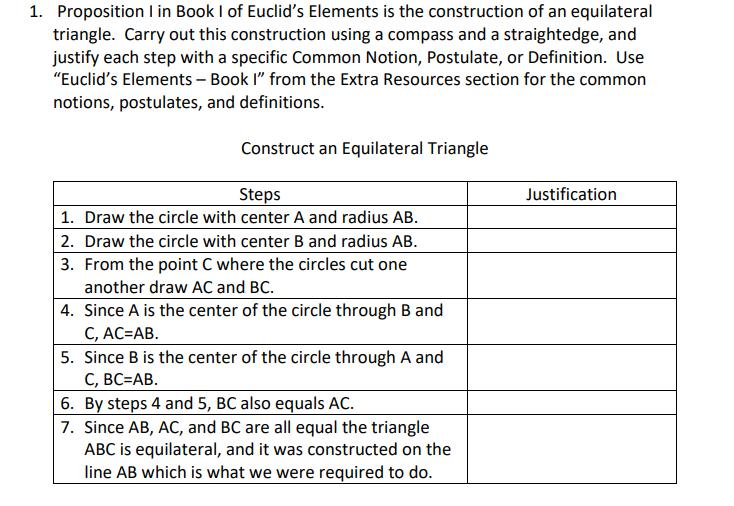 1. Proposition I in Book I of Euclid’s Elements is the construction of an equilateral
triangle. Carry out this construction using a compass and a straightedge, and
justify each step with a specific Common Notion, Postulate, or Definition. Use
“Euclid’s Elements – Book I” from the Extra Resources section for the common
notions, postulates, and definitions.
Construct an Equilateral Triangle
Steps Justification
1. Draw the circle with center A and radius AB.
2. Draw the circle with center B and radius AB.
3. From the point C where the circles cut one
another draw AC and BC.
4. Since A is the center of the circle through B and
C, AC=AB.
5. Since B is the center of the circle through A and
C, BC=AB.
6. By steps 4 and 5, BC also equals AC.
7. Since AB, AC, and BC are all equal the triangle
ABC is equilateral, and it was constructed on the
line AB which is what we were required to do.